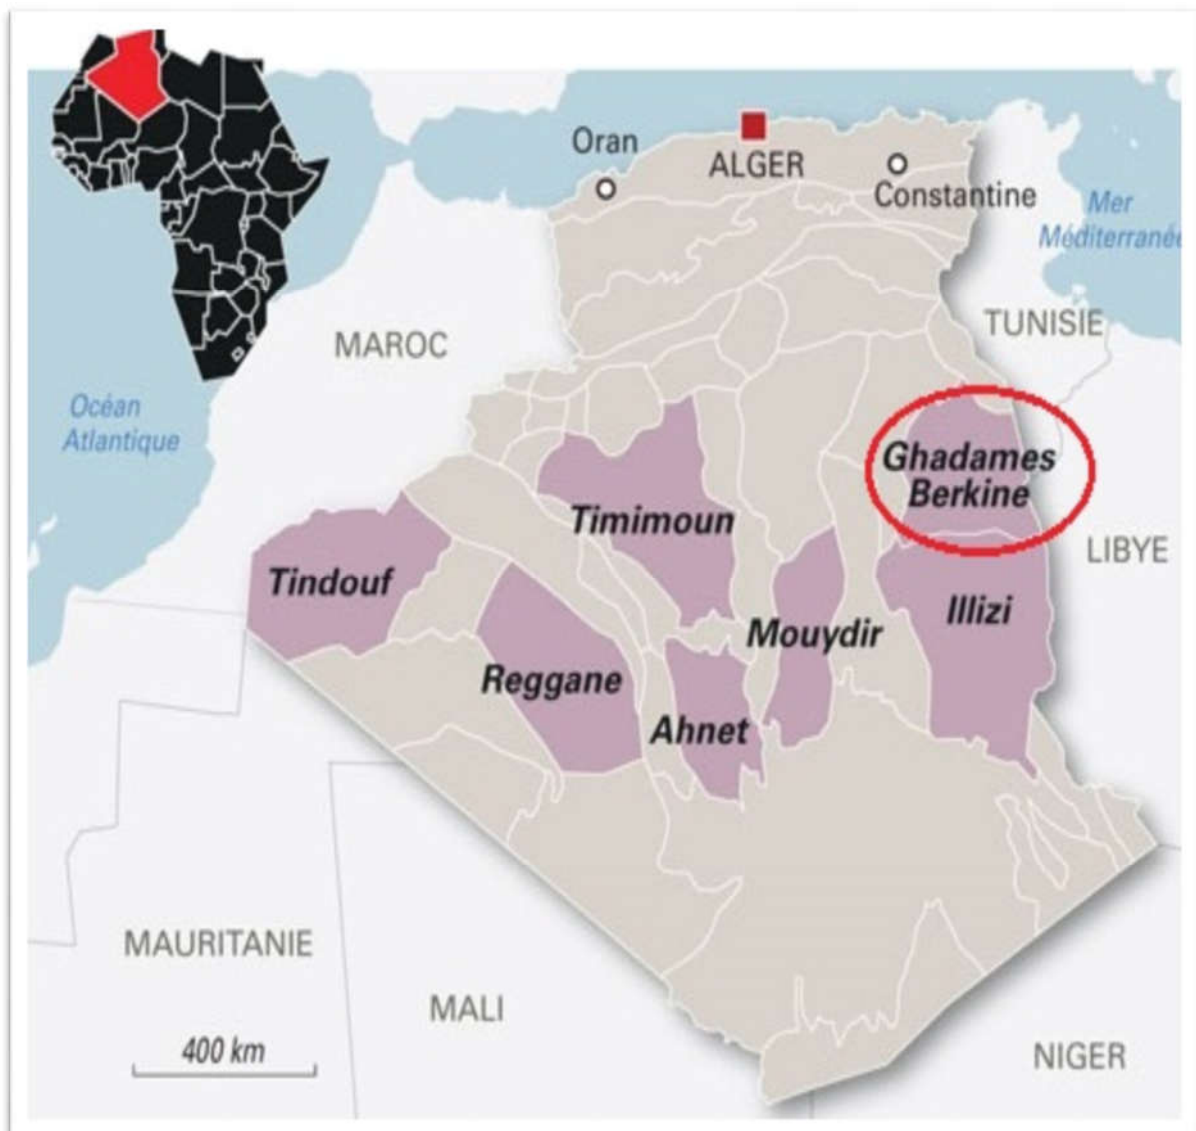 Oran
ALGER
Constantine
Mer
Méditerranée
TUNISIE
MAROC
Océan
Atlantique
Ghadames
Berkine
Timimoun
LIBYE
Tindouf
Illizi
Mouydir
Reggane
Ahnet
MAURITANIE
MALI
400 km
NIGER